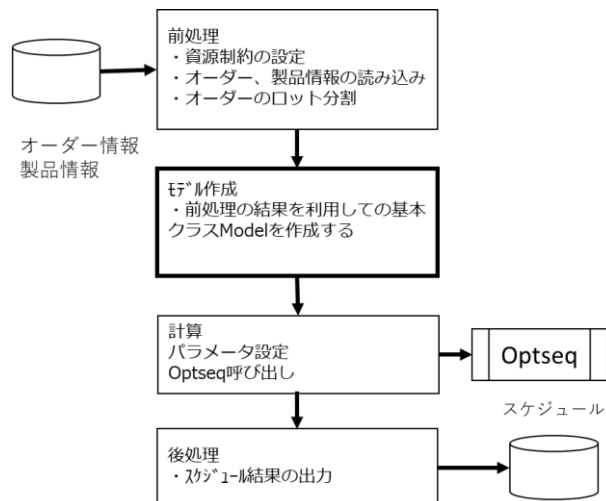 前処理
・資源制約の設定
・オーダー、製品情報の読み込み
・オーダーのロット分割
オーダー情報
製品情報
ﾓﾃﾞﾙ作成
・前処理の結果を利用しての基本
クラスModelを作成する
計算
パラメータ設定
Optseq呼び出し
Optseq
スケジュール
後処理
・ｽｹｼﾞｭｰﾙ結果の出力